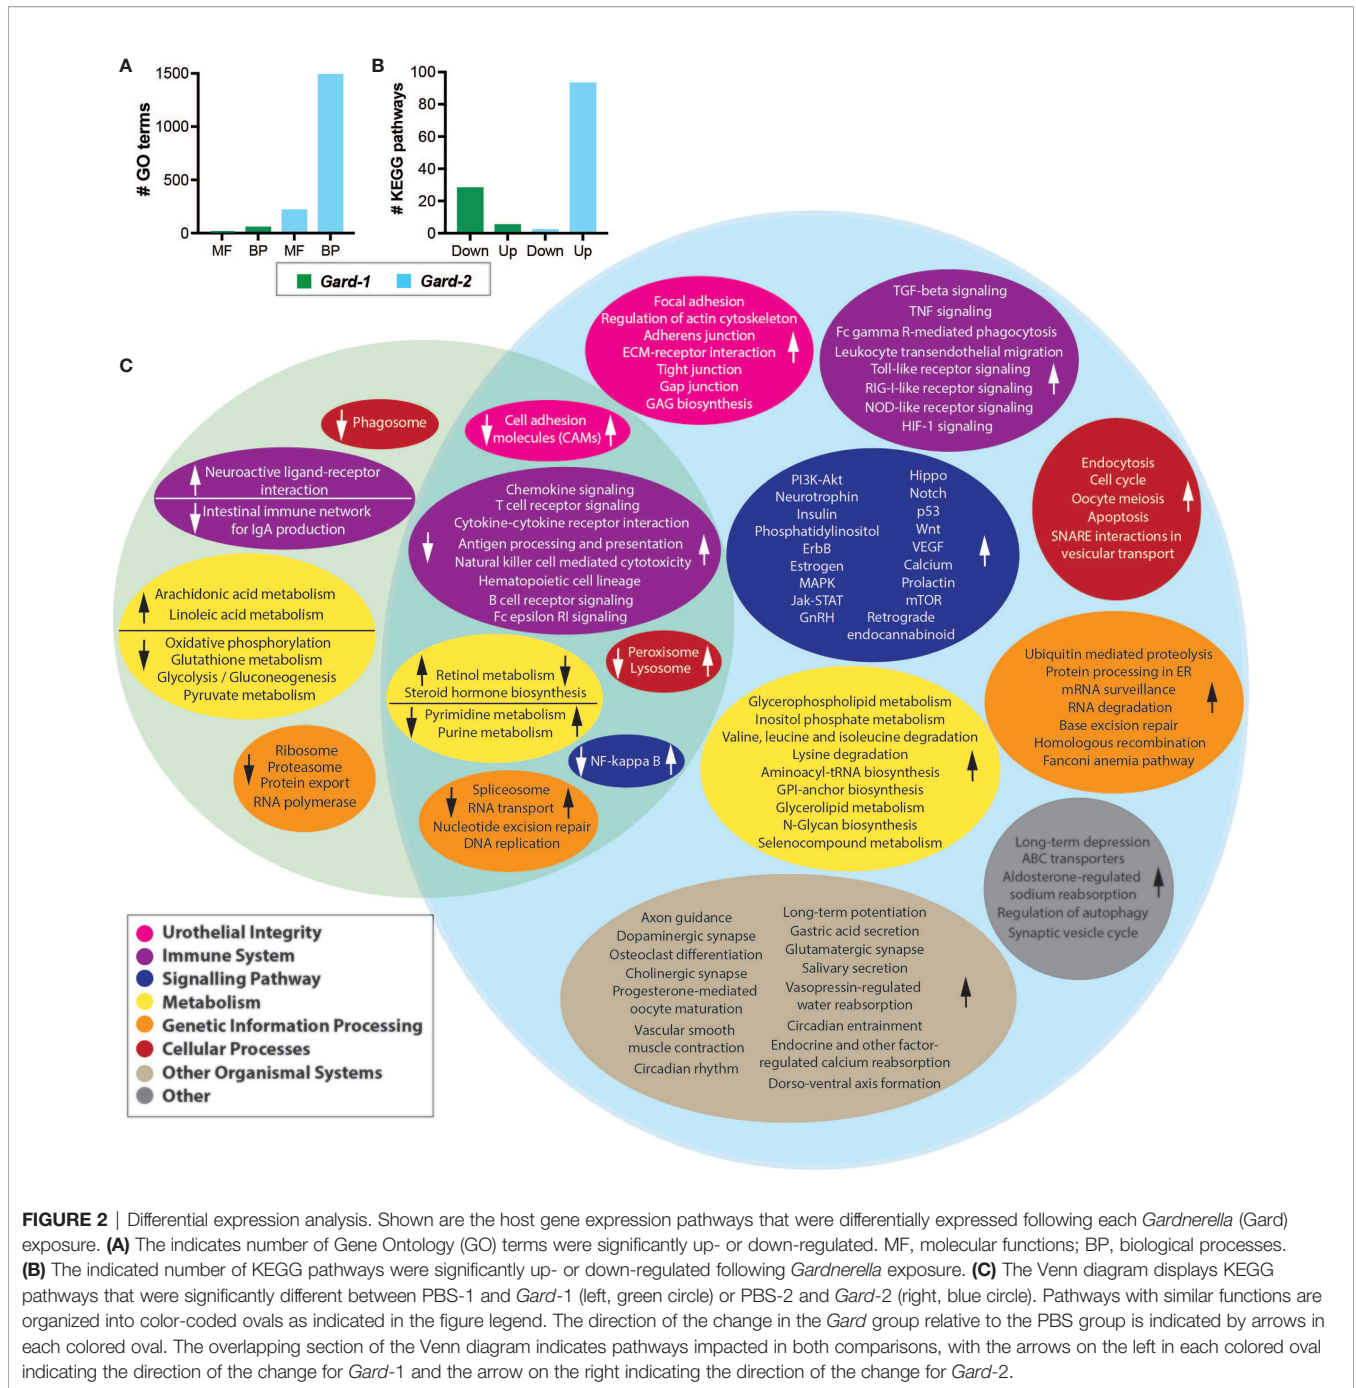 A
1500
1000
500
0
# GO terms
MF BP MF BP
B
100
80
60
40
20
0
# KEGG pathways
Down Up Down Up
Gard-1 Gard-2
C
Phagosome
Neuroactive ligand-receptor
interaction
Intestinal immune network
for IgA production
Arachidonic acid metabolism
Linoleic acid metabolism
Oxidative phosphorylation
Glutathione metabolism
Glycolysis / Gluconeogenesis
Pyruvate metabolism
Ribosome
Proteasome
Protein export
RNA polymerase
Cell adhesion
molecules (CAMs)
Chemokine signaling
T cell receptor signaling
Cytokine-cytokine receptor interaction
Antigen processing and presentation
Natural killer cell mediated cytotoxicity
Hematopoietic cell lineage
B cell receptor signaling
Fc epsilon RI signaling
Peroxisome
Lysosome
Retinol metabolism
Steroid hormone biosynthesis
Pyrimidine metabolism
Purine metabolism
NF-kappa B
Spliceosome
RNA transport
Nucleotide excision repair
DNA replication
Focal adhesion
Regulation of actin cytoskeleton
Adherens junction
ECM-receptor interaction
Tight junction
Gap junction
GAG biosynthesis
TGF-beta signaling
TNF signaling
Fc gamma R-mediated phagocytosis
Leukocyte transendothelial migration
Toll-like receptor signaling
RIG-I-like receptor signaling
NOD-like receptor signaling
HIF-1 signaling
PI3K-Akt
Neurotrophin
Insulin
Phosphatidylinositol
ErbB
Estrogen
MAPK
Jak-STAT
GnRH
Hippo
Notch
p53
Wnt
VEGF
Calcium
Prolactin
mTOR
Retrograde
endocannabinoid
Endocytosis
Cell cycle
Oocyte meiosis
Apoptosis
SNARE interactions in
vesicular transport
Ubiquitin mediated proteolysis
Protein processing in ER
mRNA surveillance
RNA degradation
Base excision repair
Homologous recombination
Fanconi anemia pathway
Glycerophospholipid metabolism
Inositol phosphate metabolism
Valine, leucine and isoleucine degradation
Lysine degradation
Aminoacyl-tRNA biosynthesis
GPI-anchor biosynthesis
Glycerolipid metabolism
N-Glycan biosynthesis
Selenocompound metabolism
Long-term depression
ABC transporters
Aldosterone-regulated
sodium reabsorption
Regulation of autophagy
Synaptic vesicle cycle
Axon guidance
Dopaminergic synapse
Osteoclast differentiation
Cholinergic synapse
Progesterone-mediated
oocyte maturation
Vascular smooth
muscle contraction
Circadian rhythm
Long-term potentiation
Gastric acid secretion
Glutamatergic synapse
Salivary secretion
Vasopressin-regulated
water reabsorption
Circadian entrainment
Endocrine and other factor-
regulated calcium reabsorption
Dorso-ventral axis formation
Urothelial Integrity
Immune System
Signalling Pathway
Metabolism
Genetic Information Processing
Cellular Processes
Other Organismal Systems
Other
FIGURE 2 | Differential expression analysis. Shown are the host gene expression pathways that were differentially expressed following each Gardnerella (Gard)
exposure. (A) The indicates number of Gene Ontology (GO) terms were significantly up- or down-regulated. MF, molecular functions; BP, biological processes.
(B) The indicated number of KEGG pathways were significantly up- or down-regulated following Gardnerella exposure. (C) The Venn diagram displays KEGG
pathways that were significantly different between PBS-1 and Gard-1 (left, green circle) or PBS-2 and Gard-2 (right, blue circle). Pathways with similar functions are
organized into color-coded ovals as indicated in the figure legend. The direction of the change in the Gard group relative to the PBS group is indicated by arrows in
each colored oval. The overlapping section of the Venn diagram indicates pathways impacted in both comparisons, with the arrows on the left in each colored oval
indicating the direction of the change for Gard-1 and the arrow on the right indicating the direction of the change for Gard-2.